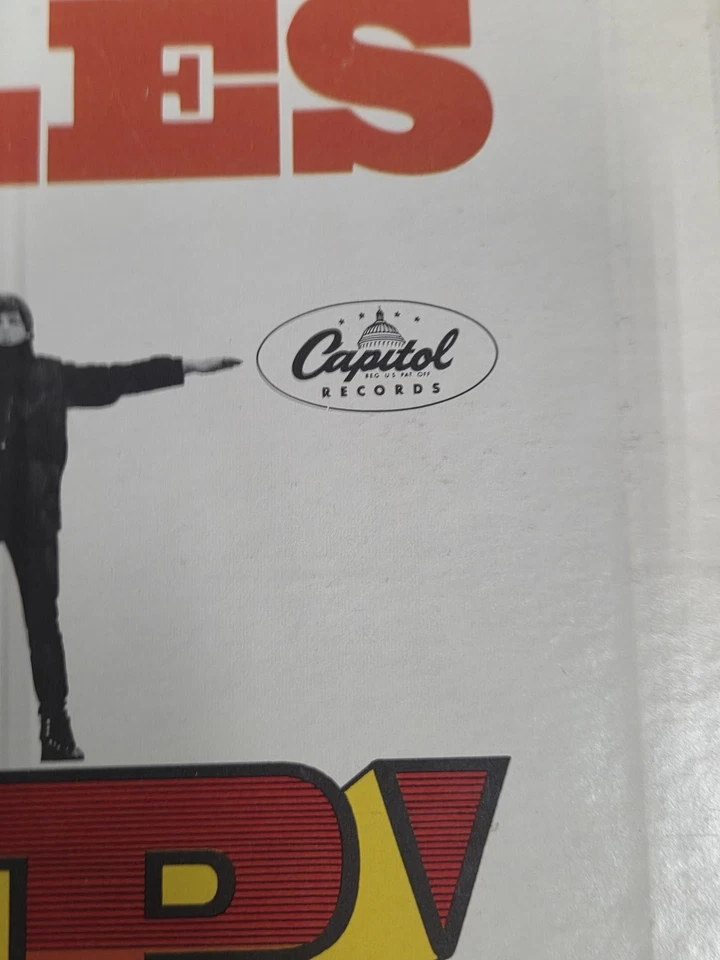 LES
Capitol
REG. U.S. PAT. OFF.
RECORDS
P!